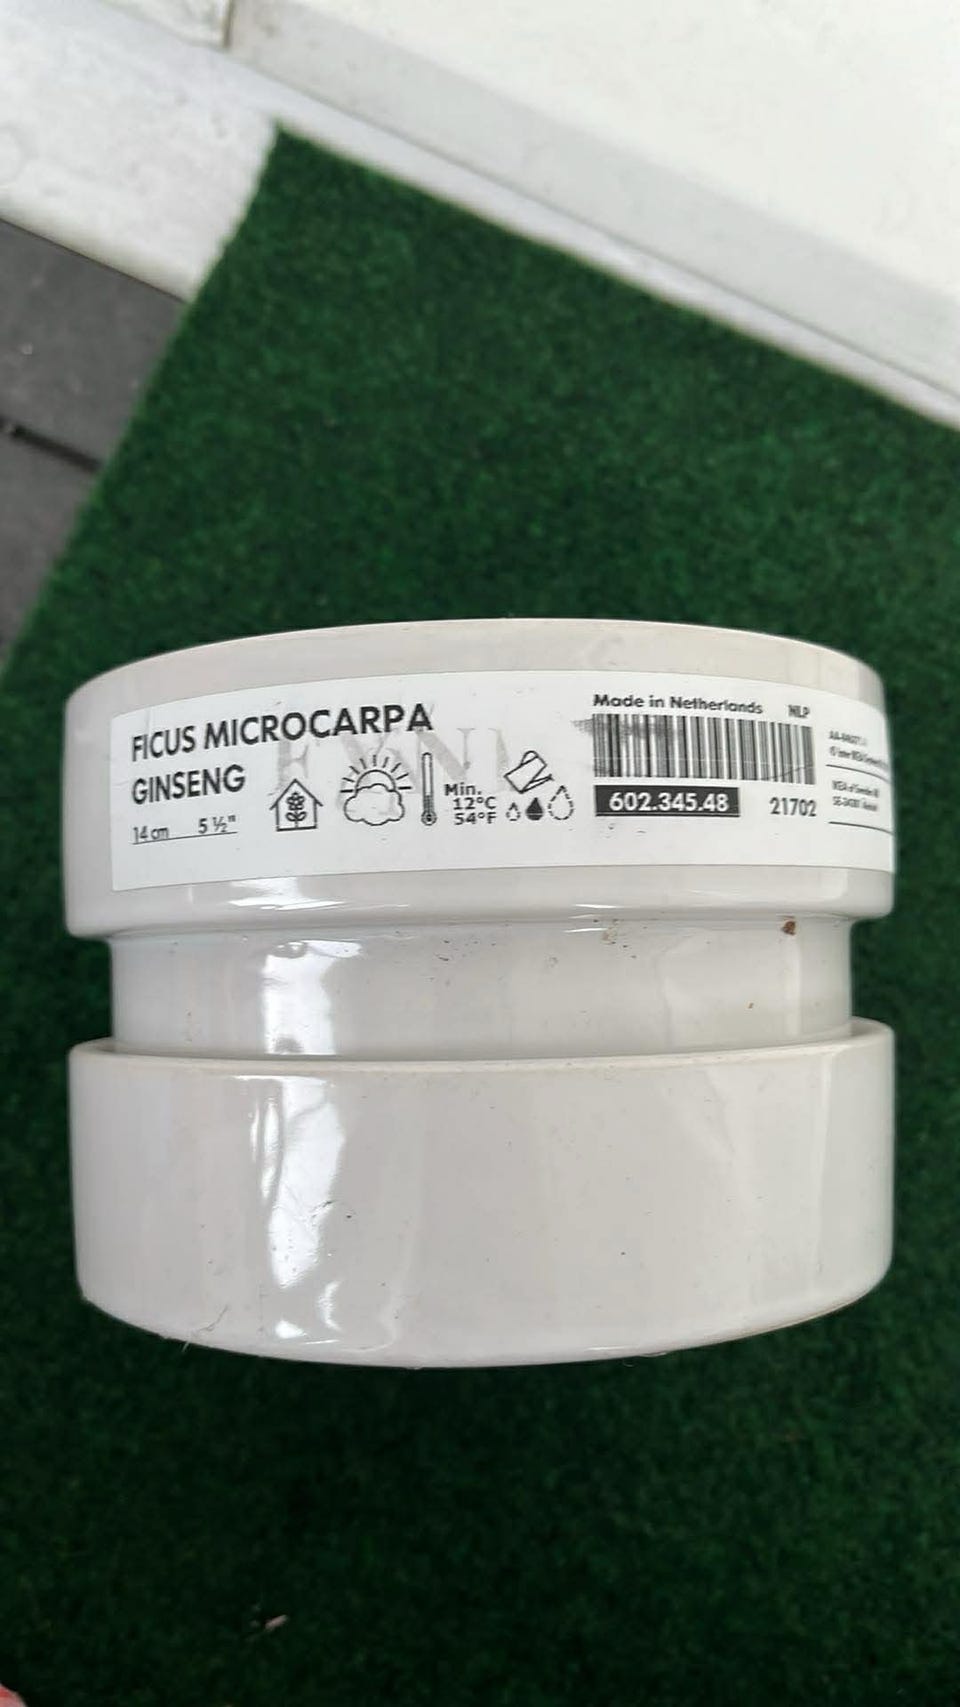 FICUS MICROCARPA
GINSENG
14 cm 5 ½"
Min.
12°C
54°F
Made in Netherlands NLP
602.345.48 21702